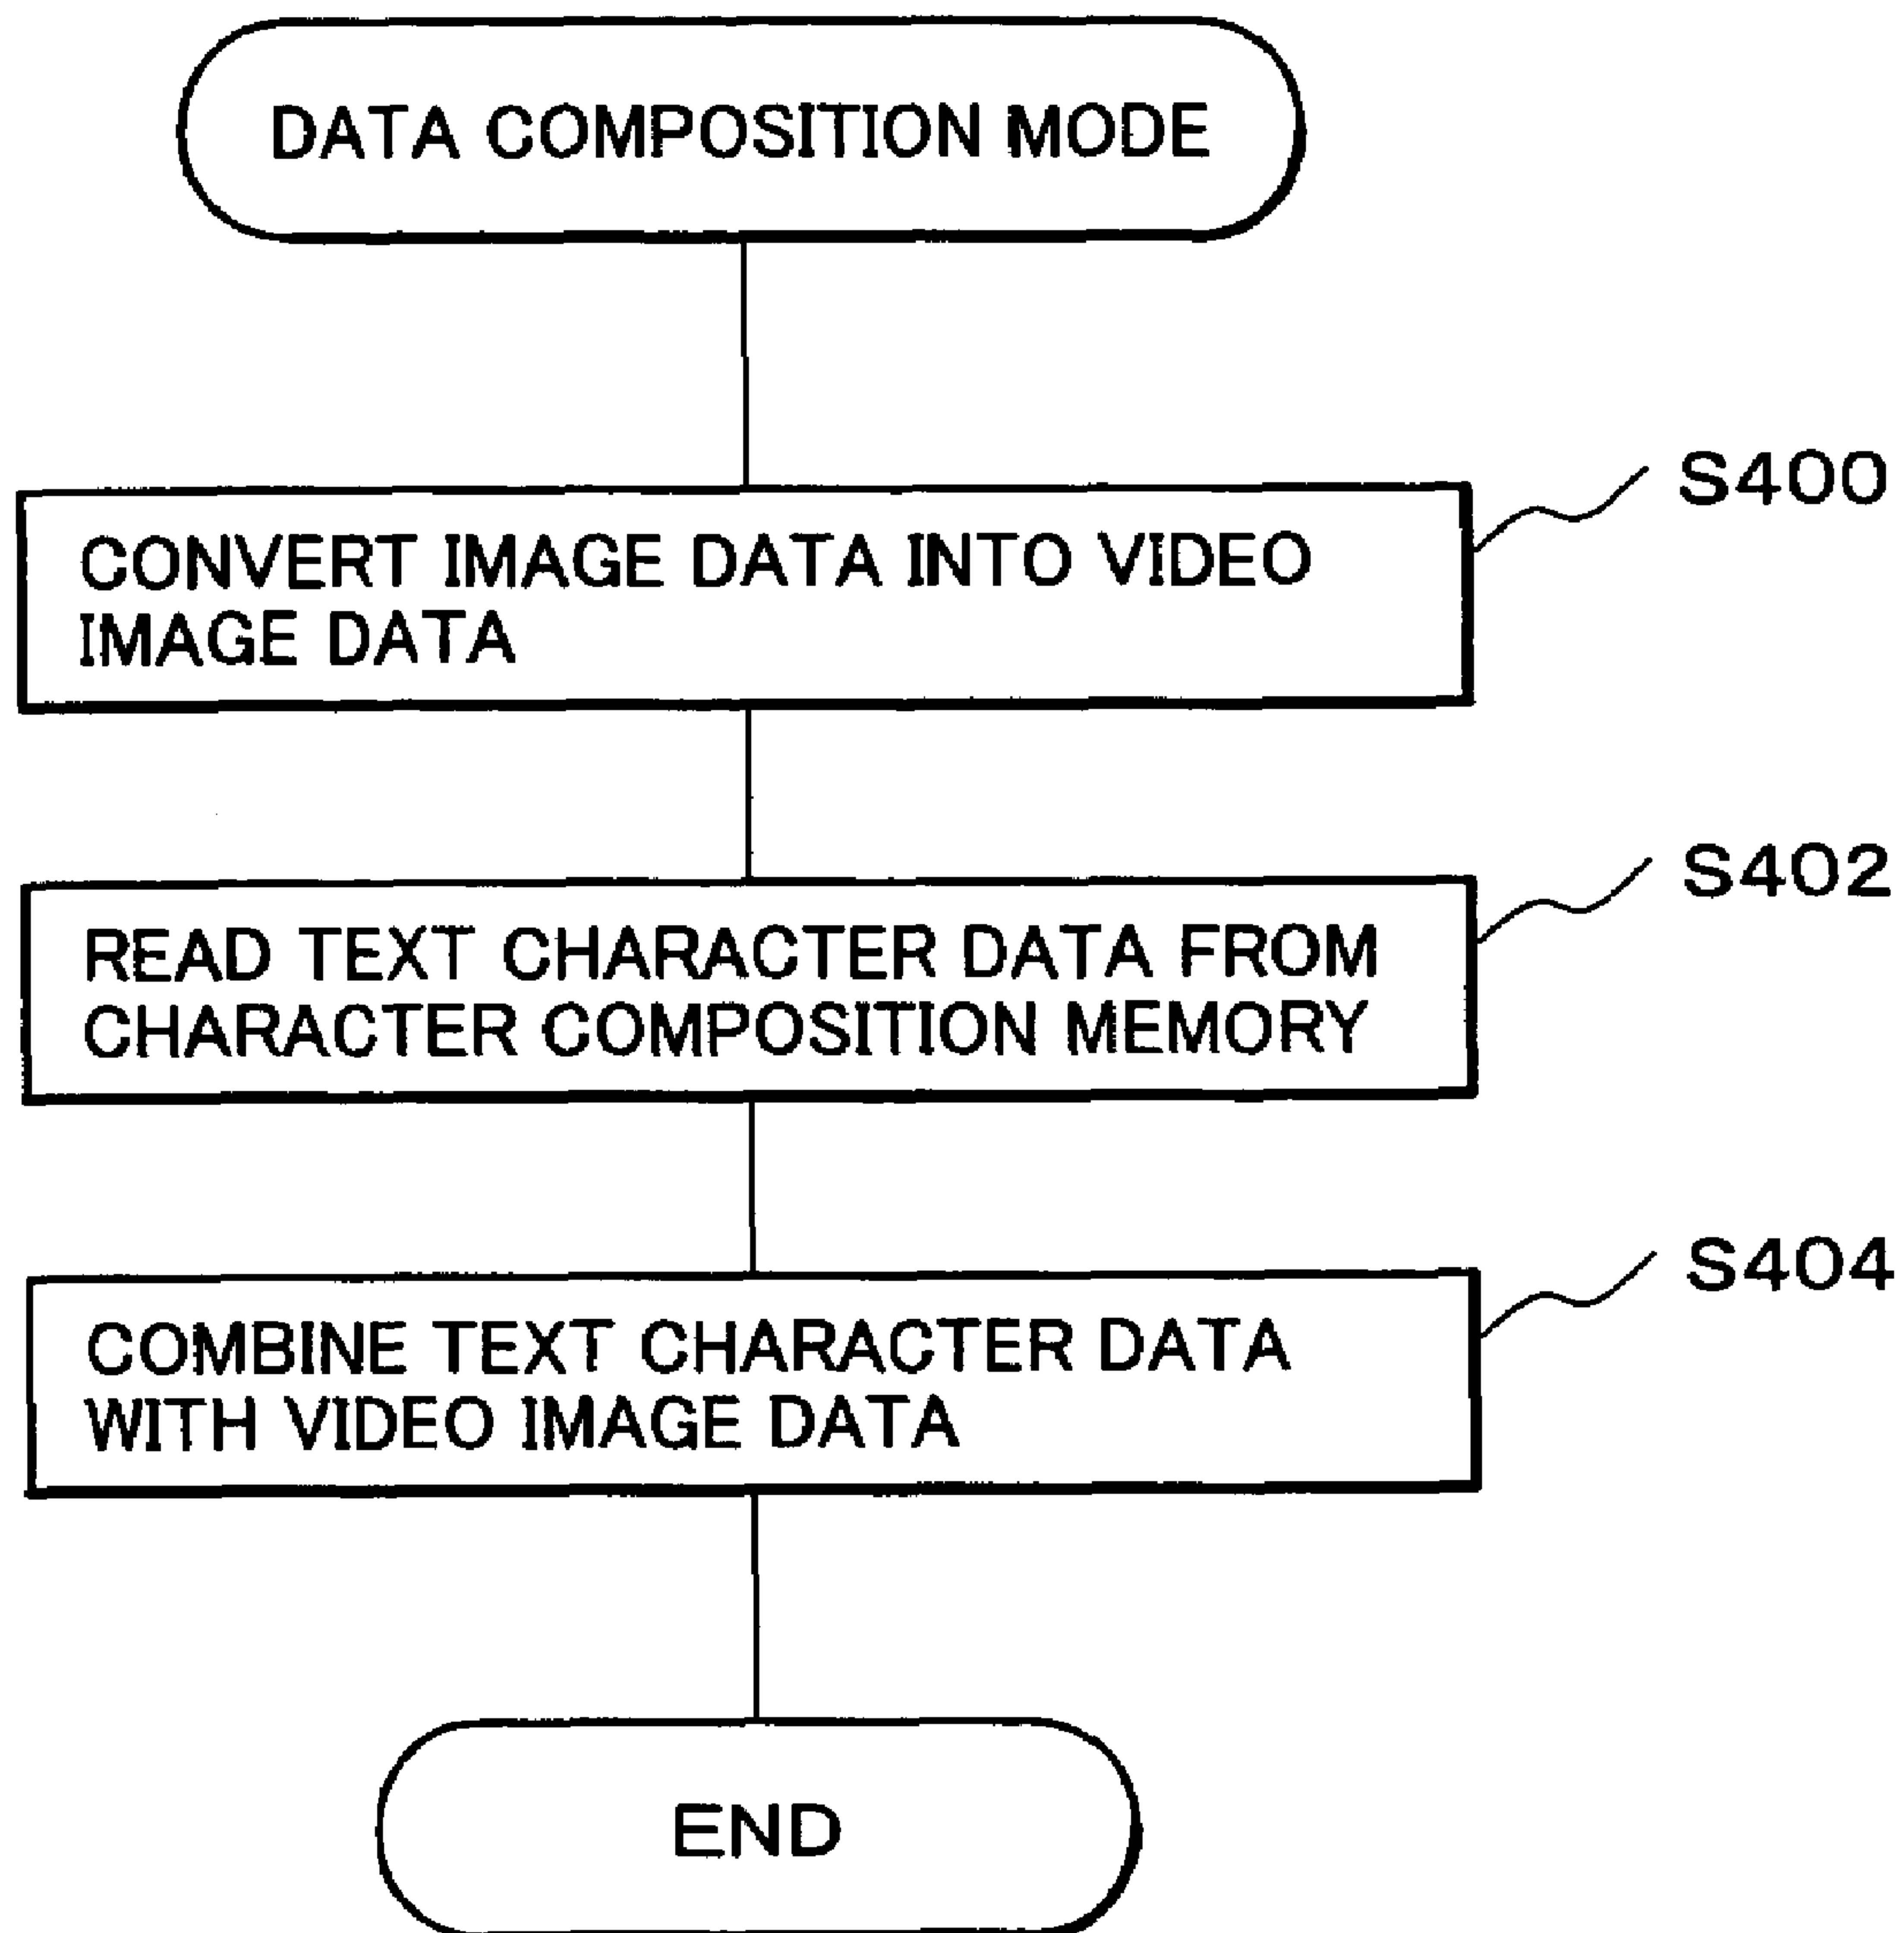 DATA COMPOSITION MODE
S400
CONVERT IMAGE DATA INTO VIDEO
IMAGE DATA
S402
READ TEXT CHARACTER DATA FROM
CHARACTER COMPOSITION MEMORY
S404
COMBINE TEXT CHARACTER DATA
WITH VIDEO IMAGE DATA
END